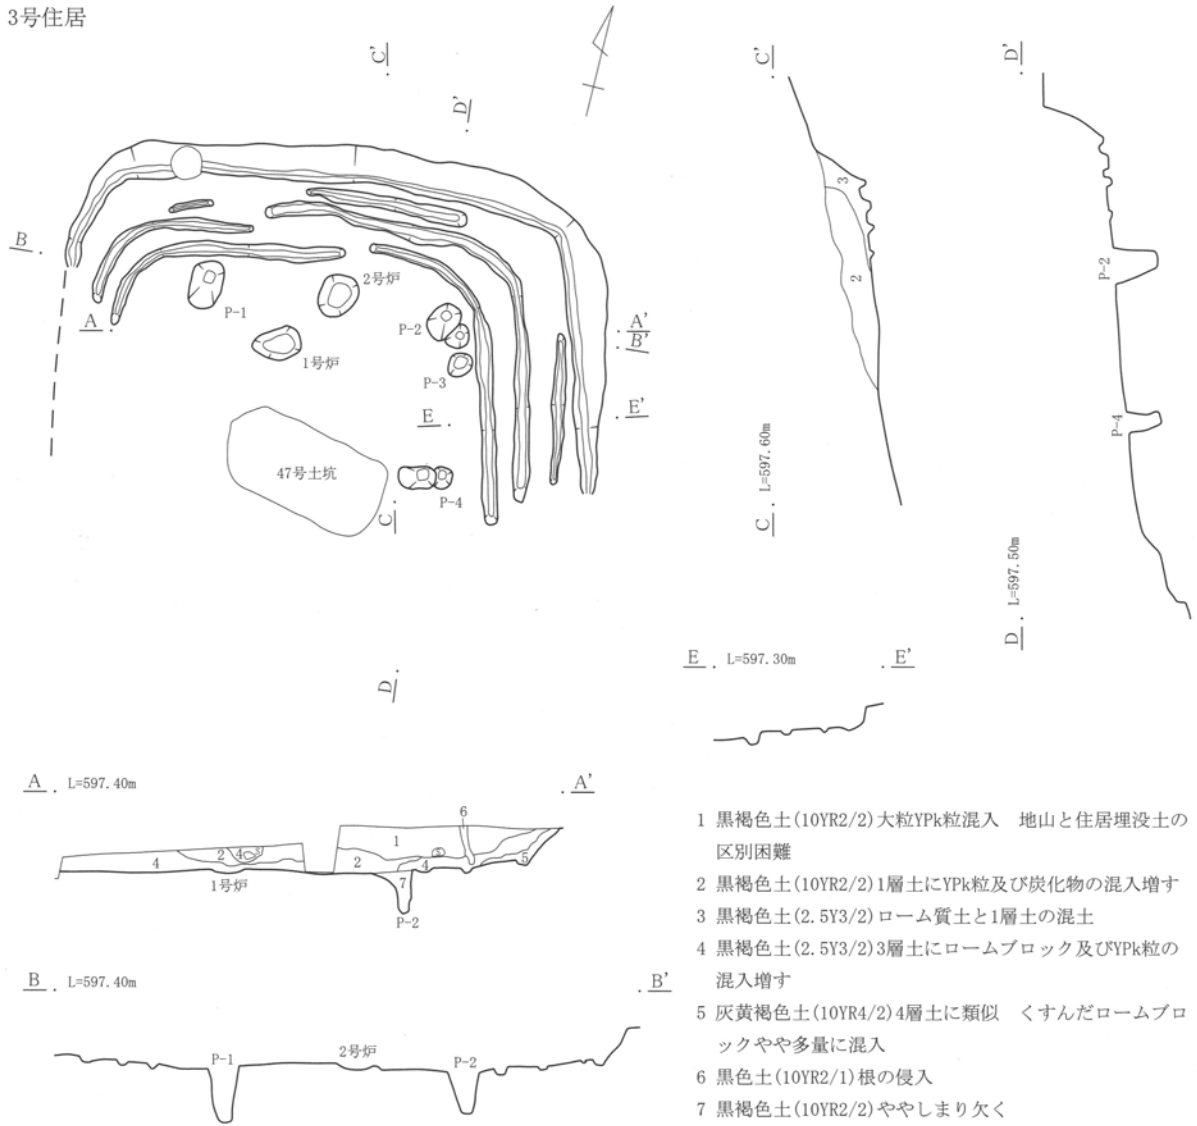 3号住居
C'
D'
B
2号炉
P-1
A
P-2
A'
B'
1号炉
P-3
E
E'
47号土坑
P-4
C
D
C'
3
2
C
L=597.60m
D'
P-2
P-4
D
L=597.50m
E
L=597.30m
E'
A
L=597.40m
A'
6
1
2
4
4
2
4
5
7
1号炉
P-2
B
L=597.40m
B'
P-1
2号炉
P-2
1 黒褐色土(10YR2/2)大粒YPk粒混入 地山と住居埋没土の
区別困難
2 黒褐色土(10YR2/2)1層土にYPk粒及び炭化物の混入増す
3 黒褐色土(2.5Y3/2)ローム質土と1層土の混土
4 黒褐色土(2.5Y3/2)3層土にロームブロック及びYPk粒の
混入増す
5 灰黄褐色土(10YR4/2)4層土に類似 くすんだロームブロ
ックやや多量に混入
6 黒色土(10YR2/1)根の侵入
7 黒褐色土(10YR2/2)ややしまり欠く